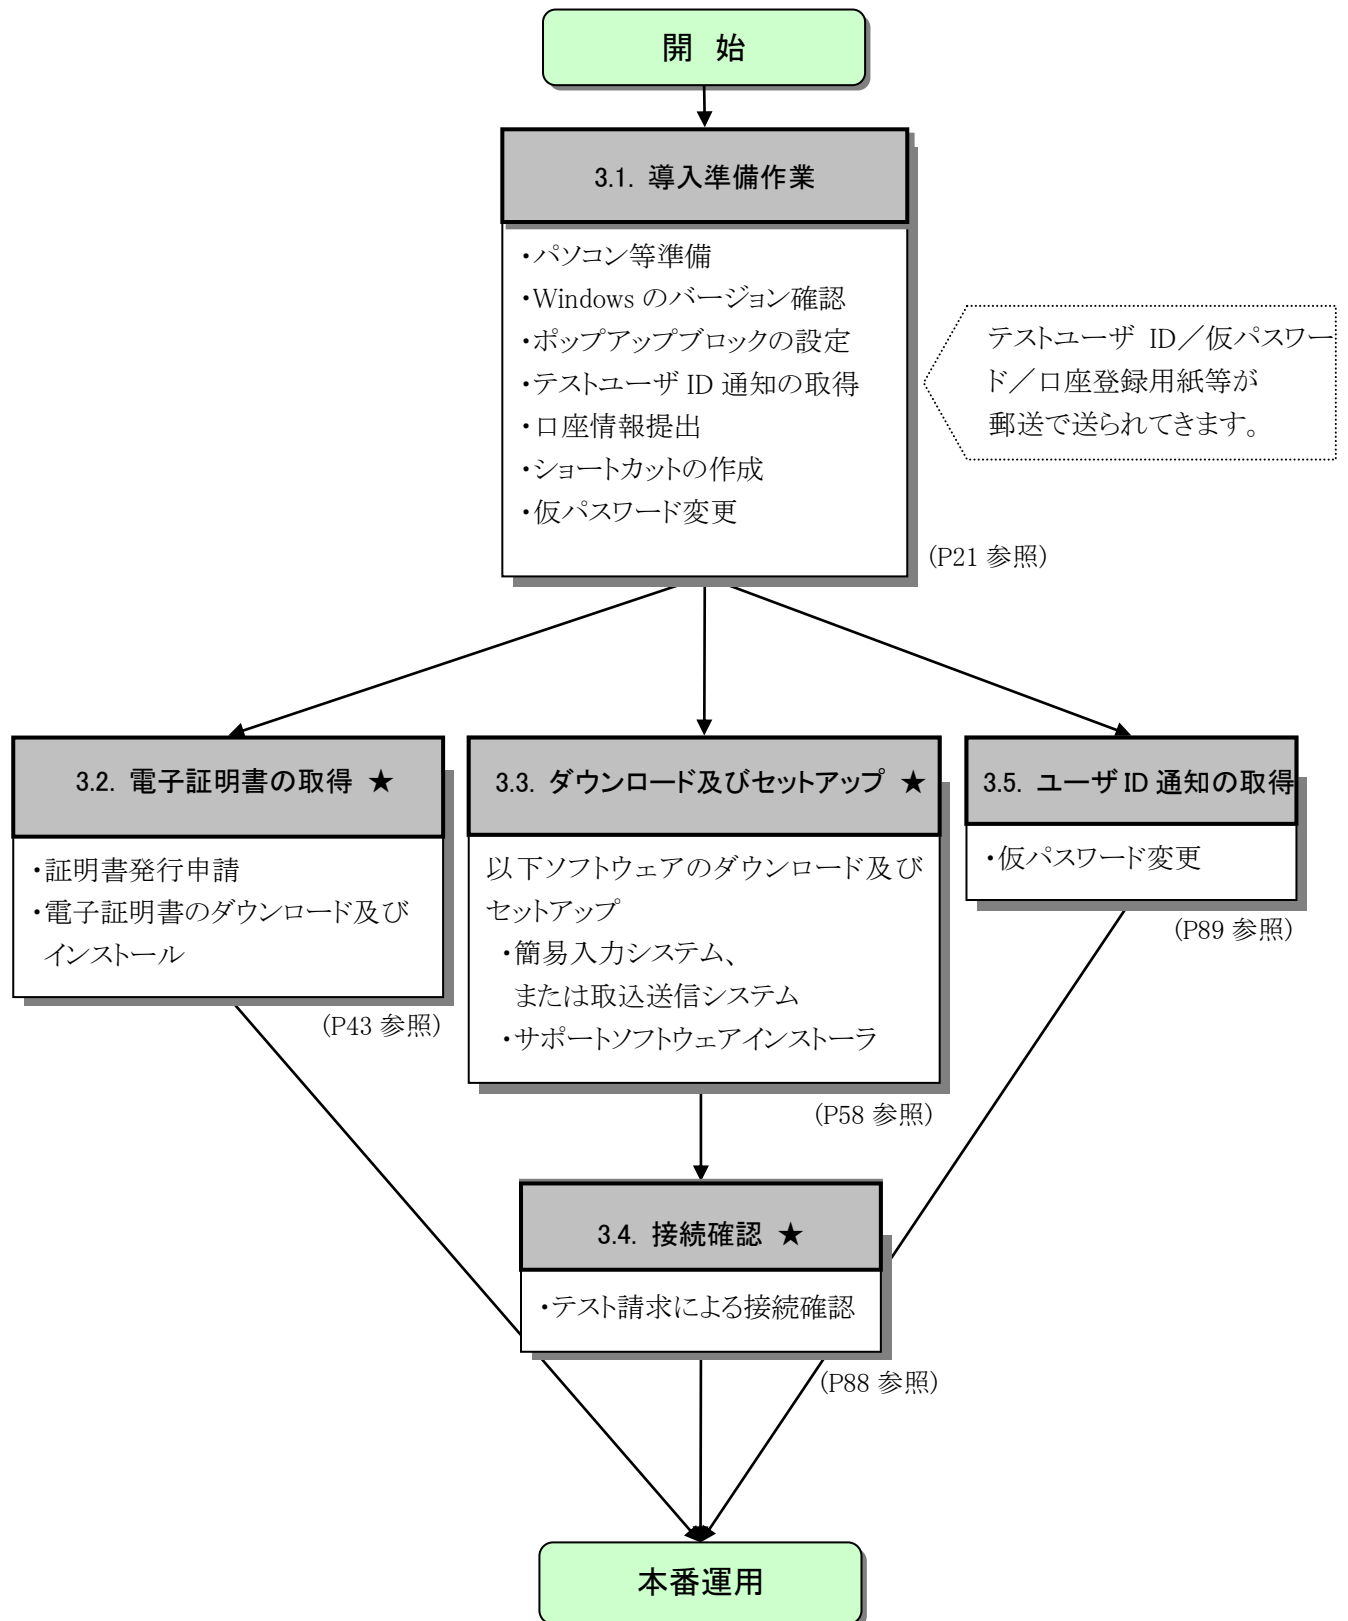 開 始
3.1. 導入準備作業
・パソコン等準備
・Windows のバージョン確認
・ポップアップブロックの設定
・テストユーザ ID 通知の取得
・口座情報提出
・ショートカットの作成
・仮パスワード変更
テストユーザ ID／仮パスワー
ド／口座登録用紙等が
郵送で送られてきます。
(P21 参照)
3.2. 電子証明書の取得 ★
・証明書発行申請
・電子証明書のダウンロード及び
インストール
(P43 参照)
3.3. ダウンロード及びセットアップ ★
以下ソフトウェアのダウンロード及び
セットアップ
・簡易入力システム、
または取込送信システム
・サポートソフトウェアインストーラ
(P58 参照)
3.5. ユーザ ID 通知の取得
・仮パスワード変更
(P89 参照)
3.4. 接続確認 ★
・テスト請求による接続確認
(P88 参照)
本番運用